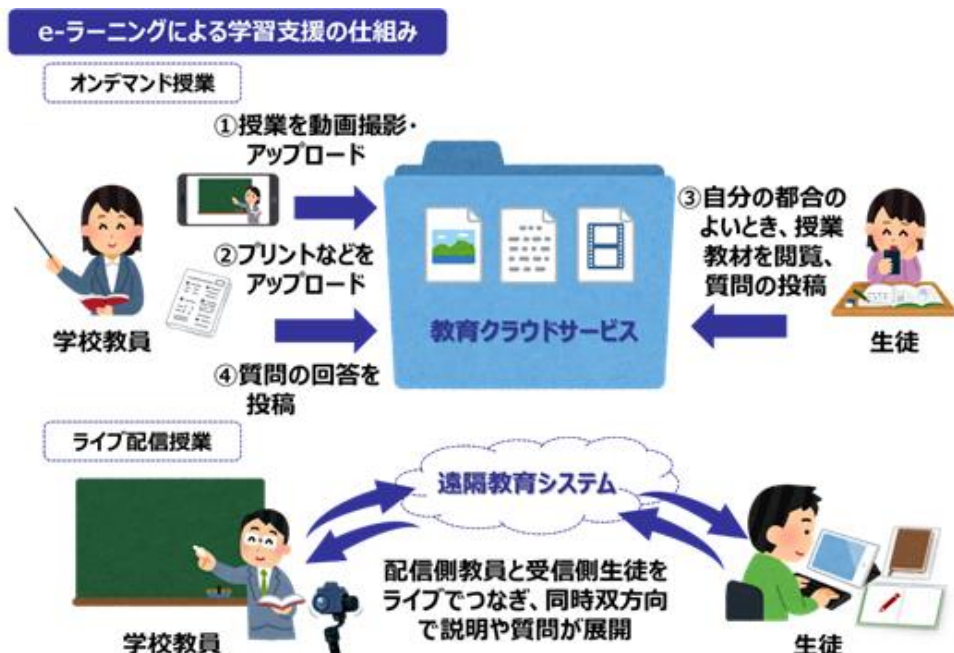 e-ラーニングによる学習支援の仕組み
オンデマンド授業
①授業を動画撮影・
アップロード
②プリントなどを
アップロード
学校教員
④質問の回答を
投稿
教育クラウドサービス
③自分の都合の
よいとき、授業
教材を閲覧、
質問の投稿
生徒
ライブ配信授業
遠隔教育システム
配信側教員と受信側生徒を
ライブでつなぎ、同時双方向
で説明や質問が展開
学校教員
生徒